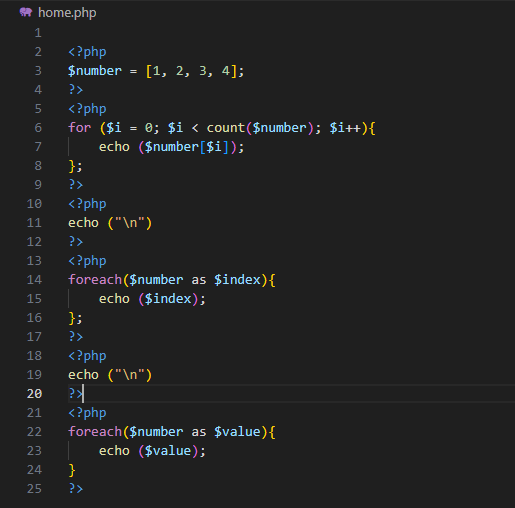 home.php
1
2 <?php
3 $number = [1, 2, 3, 4];
4 ?>
5 <?php
6 for ($i = 0; $i < count($number); $i++){
7     echo ($number[$i]);
8 };
9 ?>
10 <?php
11 echo ("\n")
12 ?>
13 <?php
14 foreach($number as $index){
15     echo ($index);
16 };
17 ?>
18 <?php
19 echo ("\n")
20 ?>
21 <?php
22 foreach($number as $value){
23     echo ($value);
24 }
25 ?>